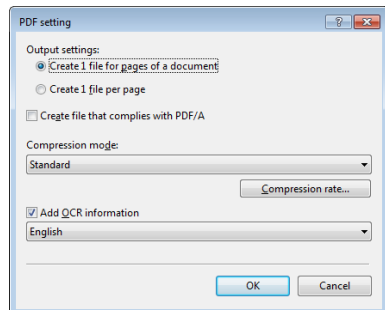 PDF setting
Output settings:
Create 1 file for pages of a document
Create 1 file per page
Create file that complies with PDF/A
Compression mode:
Standard
Compression rate...
Add OCR information
English
OK Cancel